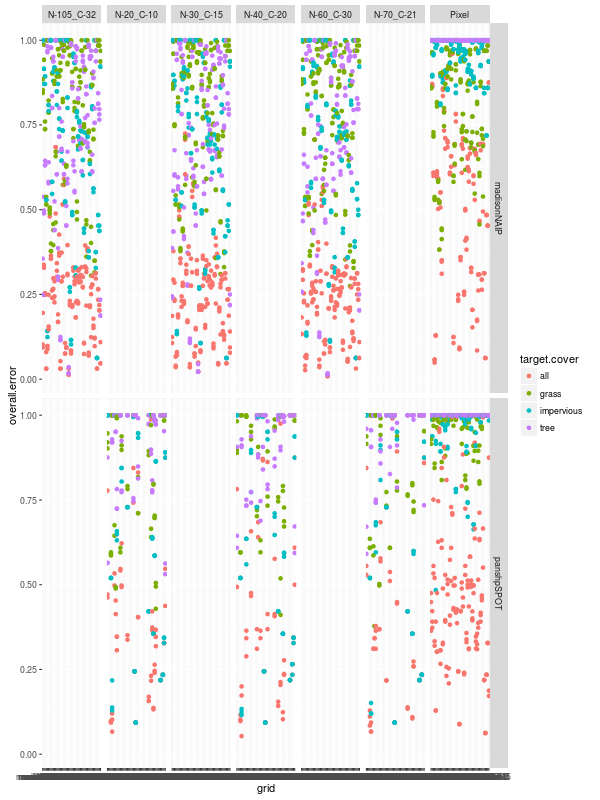 N-105_C-32 N-20_C-10 N-30_C-15 N-40_C-20 N-60_C-30 N-70_C-21 Pixel
1.00
0.75
0.50
0.25
0.00
madisonNAIP
1.00
0.75
0.50
0.25
0.00
panshpSPOT
overall.error
grid
target.cover
all
grass
impervious
tree